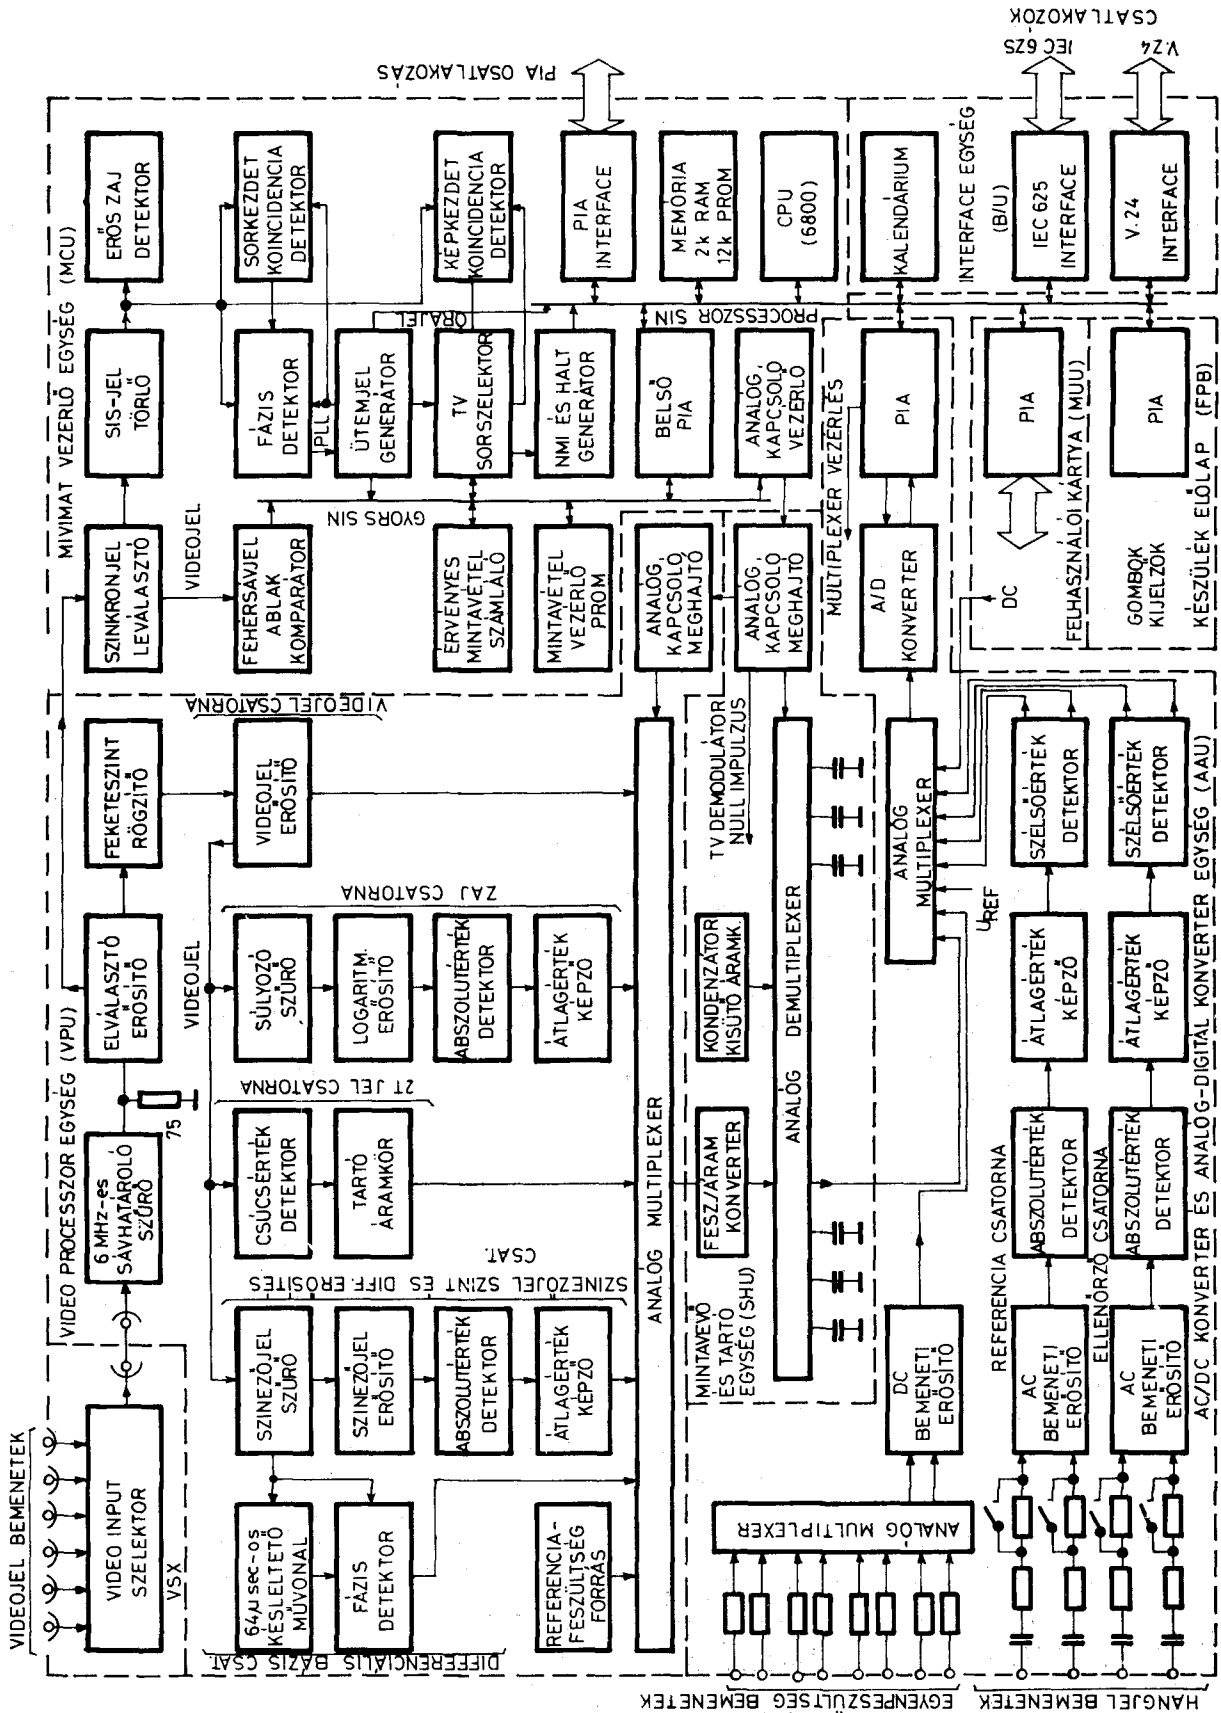 VIDEOJEL BEMENETEK
VIDEO INPUT
SZELEKTOR
VSX
VIDEO PROCESSZOR EGYSÉG (VPU)
6 MHz-es
SÁVHATÁROLÓ
SZŰRŐ
75
ELVÁLASZTÓ
ERŐSÍTŐ
FEKETESZINT
RÖGZÍTŐ
VIDEOJEL
VIDEOJEL
ERŐSÍTŐ
VIDEOJEL CSATORNA
SÚLYOZÓ
SZŰRŐ
LOGARITM.
ERŐSÍTŐ
ABSZOLÚTÉRTÉK
DETEKTOR
ÁTLAGÉRTÉK
KÉPZŐ
ZAJ CSATORNA
CSÚCSÉRTÉK
DETEKTOR
TARTÓ
ÁRAMKÖR
2T JEL CSATORNA
SZINEZŐJEL
SZŰRŐ
SZINEZŐJEL
ERŐSÍTŐ
ABSZOLÚTÉRTÉK
DETEKTOR
ÁTLAGÉRTÉK
KÉPZŐ
SZINEZŐJEL SZINT ÉS DIFF. ERŐSÍTÉS
CSAT.
64 µsec-os
KÉSLELTETŐ
MŰVONAL
FÁZIS
DETEKTOR
DIFFERENCIÁLIS BÁZIS CSAT.
REFERENCIA-
FESZÜLTSÉG
FORRÁS
ANALÓG MULTIPLEXER
MIVIMAT VEZÉRLŐ EGYSÉG (MCU)
SZINKRONJEL
LEVÁLASZTÓ
SIS-JEL
TÖRLŐ
ERŐS ZAJ
DETEKTOR
VIDEOJEL
FEHÉRSÁVJEL
ABLAK
KOMPARÁTOR
FÁZIS
DETEKTOR
PLL
SORKEZDET
KOINCIDENCIA
DETEKTOR
ÜTEMJEL
GENERÁTOR
ÓRAJEL
GYORS SIN
ÉRVÉNYES
MINTAVÉTEL
SZÁMLÁLÓ
TV
SORSZELEKTOR
KÉPKEZDET
KOINCIDENCIA
DETEKTOR
MINTAVÉTEL
VEZÉRLŐ
PROM
NMI ÉS HALT
GENERÁTOR
PIA
INTERFACE
PIA OSATLAKOZÁS
ANALÓG,
KAPCSOLÓ
MEGHAJTÓ
BELSŐ
PIA
MEMÓRIA
2k RAM
12k PROM
ANALÓG,
KAPCSOLÓ
MEGHAJTÓ
ANALÓG,
KAPCSOLÓ
VEZÉRLŐ
CPU
(6800)
PROCESSZOR SIN
MINTAVEVŐ
ÉS TARTÓ
EGYSÉG (SHU)
FESZ./ÁRAM
KONVERTER
KONDENZÁTOR
KISÜTŐ ÁRAMK.
TV DEMODULÁTOR
NULL IMPULZUS
ANALÓG DEMULTIPLEXER
MULTIPLEXER VEZÉRLÉS
A/D
KONVERTER
PIA
KALENDÁRIUM
INTERFACE EGYSÉG
(B/U)
IEC 625
INTERFACE
V. 24
INTERFACE
IEC 625
V.24
CSATLAKOZÓK
DC
PIA
FELHASZNÁLÓI KÁRTYA (MUU)
GOMBOK
KIJELZŐK
PIA
KÉSZÜLÉK ELŐLAP (FPB)
ANALÓG
MULTIPLEXER
UREF
DC
BEMENETI
ERŐSÍTŐ
ANALÓG MULTIPLEXER
EGYENFESZÜLTSÉG BEMENETEK
REFERENCIA CSATORNA
AC
BEMENETI
ERŐSÍTŐ
ABSZOLÚTÉRTÉK
DETEKTOR
ÁTLAGÉRTÉK
KÉPZŐ
SZÉLSŐÉRTÉK
DETEKTOR
ELLENŐRZŐ CSATORNA
AC
BEMENETI
ERŐSÍTŐ
ABSZOLÚTÉRTÉK
DETEKTOR
ÁTLAGÉRTÉK
KÉPZŐ
SZÉLSŐÉRTÉK
DETEKTOR
HANGJEL BEMENETEK
AC/DC KONVERTER ÉS ANALÓG-DIGITAL KONVERTER EGYSÉG (AAU)